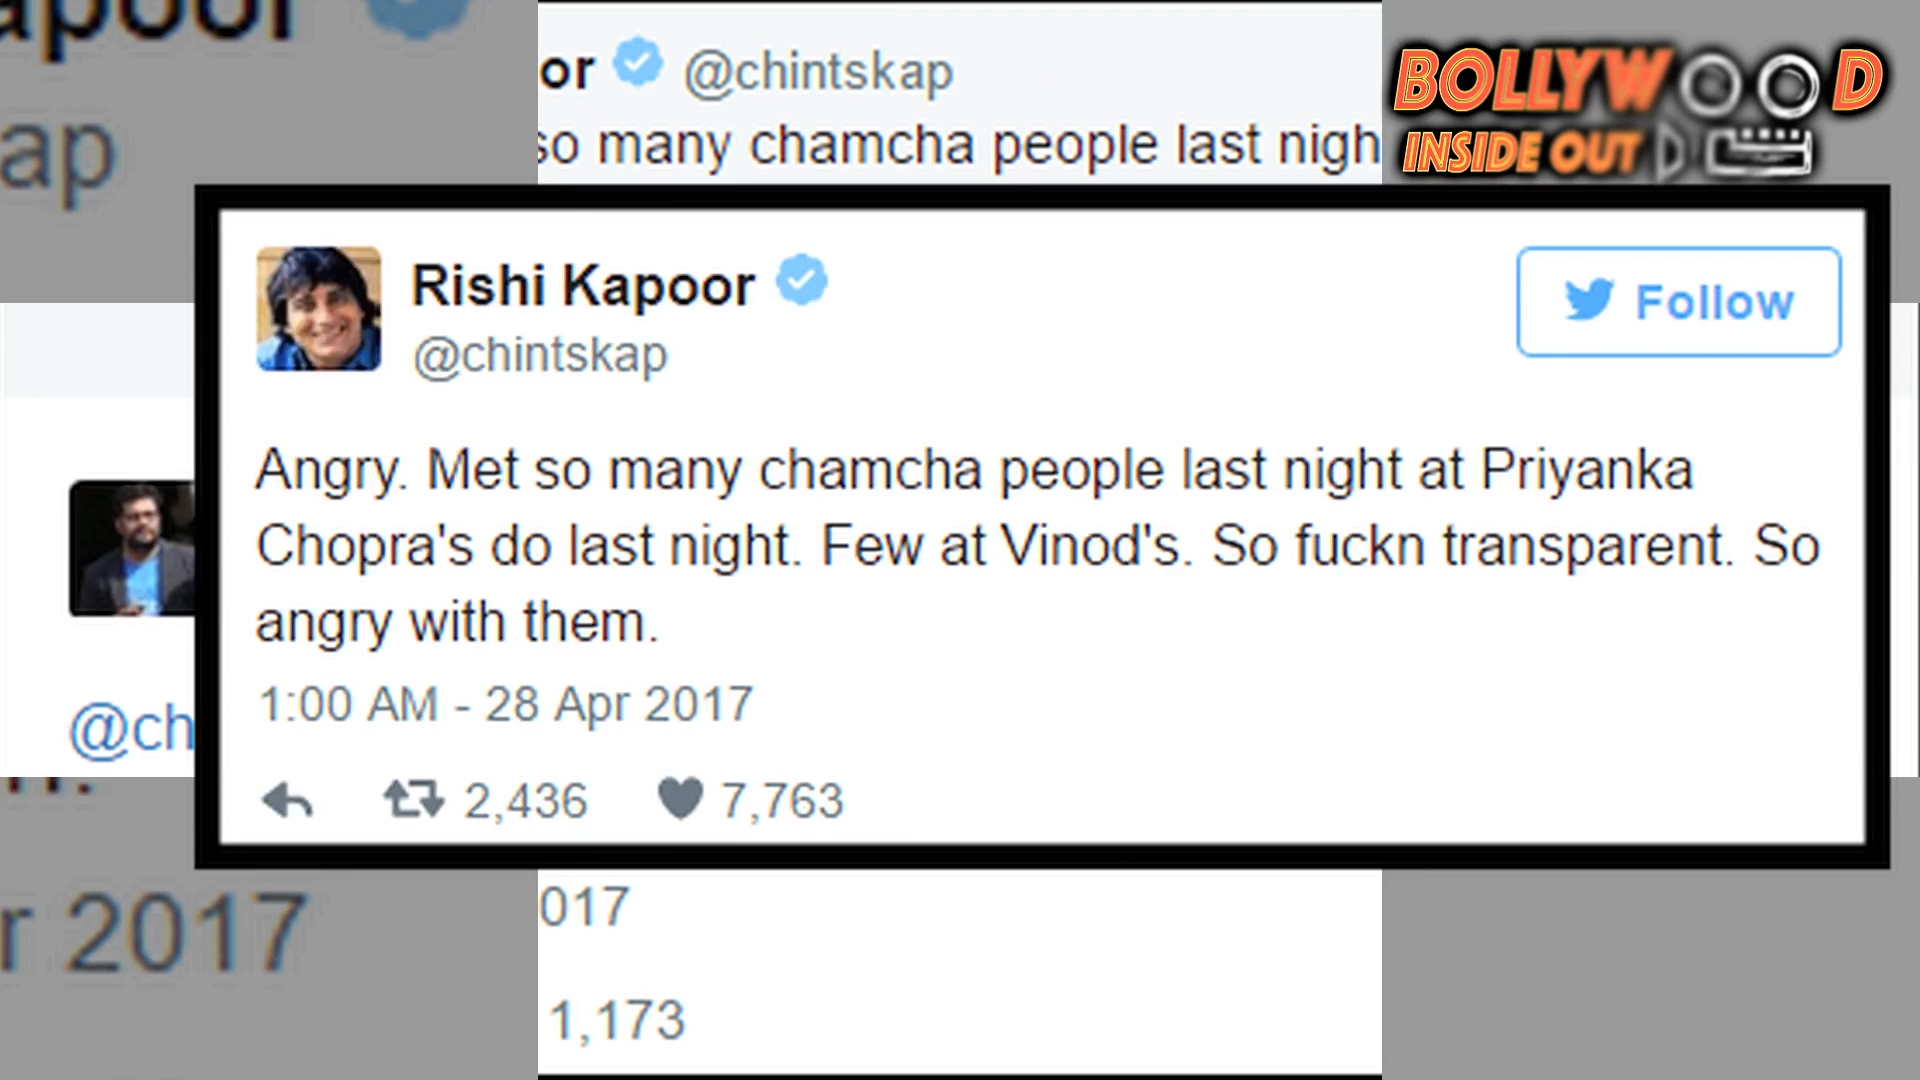 apoor
or @chintskap
BOLLYWOOD
ap
so many chamcha people last nigh
INSIDE OUT
Rishi Kapoor
@chintskap
Follow
Angry. Met so many chamcha people last night at Priyanka
Chopra's do last night. Few at Vinod's. So fuckn transparent. So
angry with them.
1:00 AM - 28 Apr 2017
2,436 7,763
@ch
r 2017
017
1,173